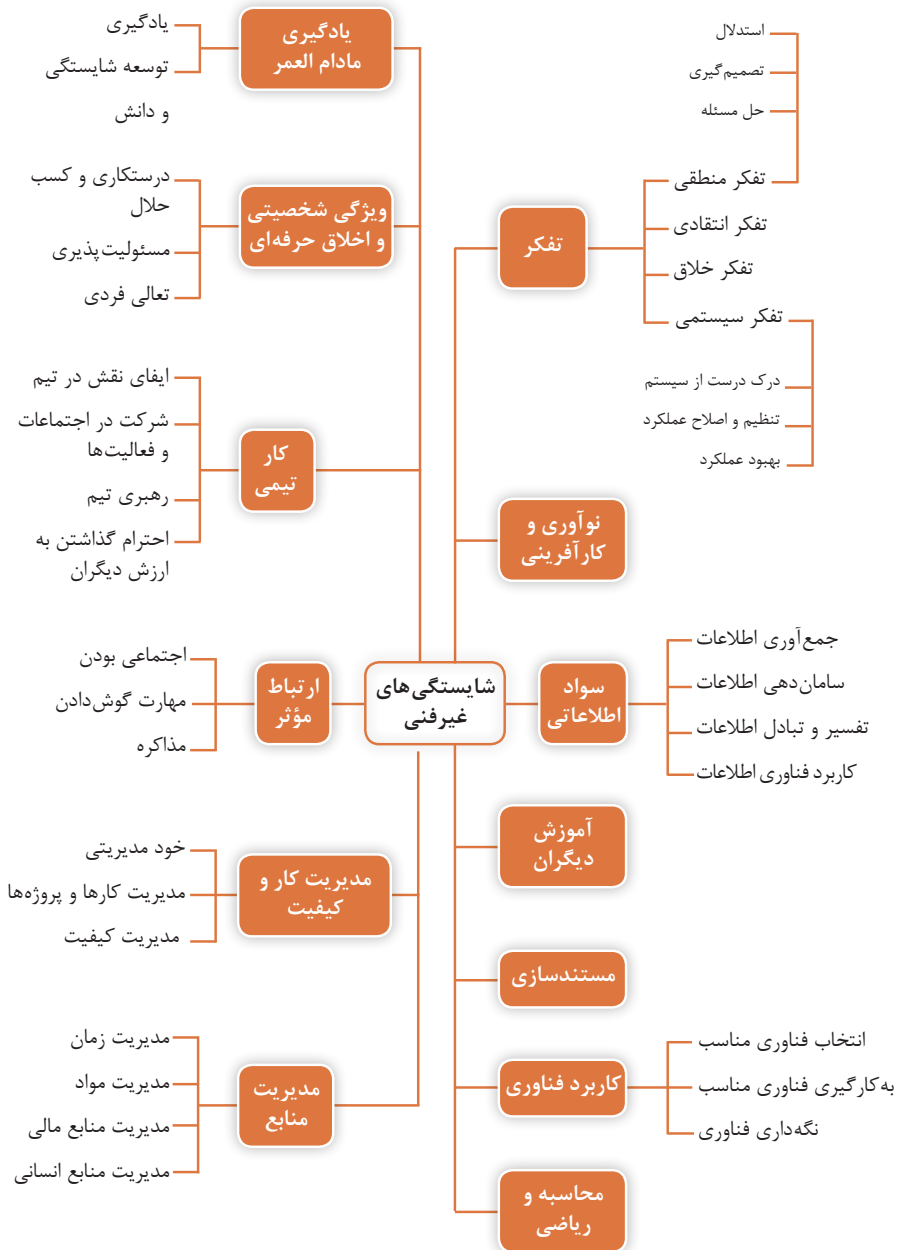 استدلال
تصمیم‌گیری
حل مسئله
تفکر منطقی
تفکر انتقادی
تفکر خلاق
تفکر سیستمی
درک درست از سیستم
تنظیم و اصلاح عملکرد
بهبود عملکرد
تفکر
نوآوری و
کارآفرینی
جمع‌آوری اطلاعات
سامان‌دهی اطلاعات
تفسیر و تبادل اطلاعات
کاربرد فناوری اطلاعات
سواد
اطلاعاتی
آموزش
دیگران
مستندسازی
انتخاب فناوری مناسب
به‌کارگیری فناوری مناسب
نگه‌داری فناوری
کاربرد فناوری
محاسبه و
ریاضی
شایستگی‌های
غیرفنی
یادگیری
مادام العمر
یادگیری
توسعه شایستگی
و دانش
ویژگی شخصیتی
و اخلاق حرفه‌ای
درستکاری و کسب
حلال
مسئولیت‌پذیری
تعالی فردی
کار
تیمی
ایفای نقش در تیم
شرکت در اجتماعات
و فعالیت‌ها
رهبری تیم
احترام گذاشتن به
ارزش دیگران
ارتباط
مؤثر
اجتماعی بودن
مهارت گوش‌دادن
مذاکره
مدیریت کار و
کیفیت
خود مدیریتی
مدیریت کارها و پروژه‌ها
مدیریت کیفیت
مدیریت
منابع
مدیریت زمان
مدیریت مواد
مدیریت منابع مالی
مدیریت منابع انسانی